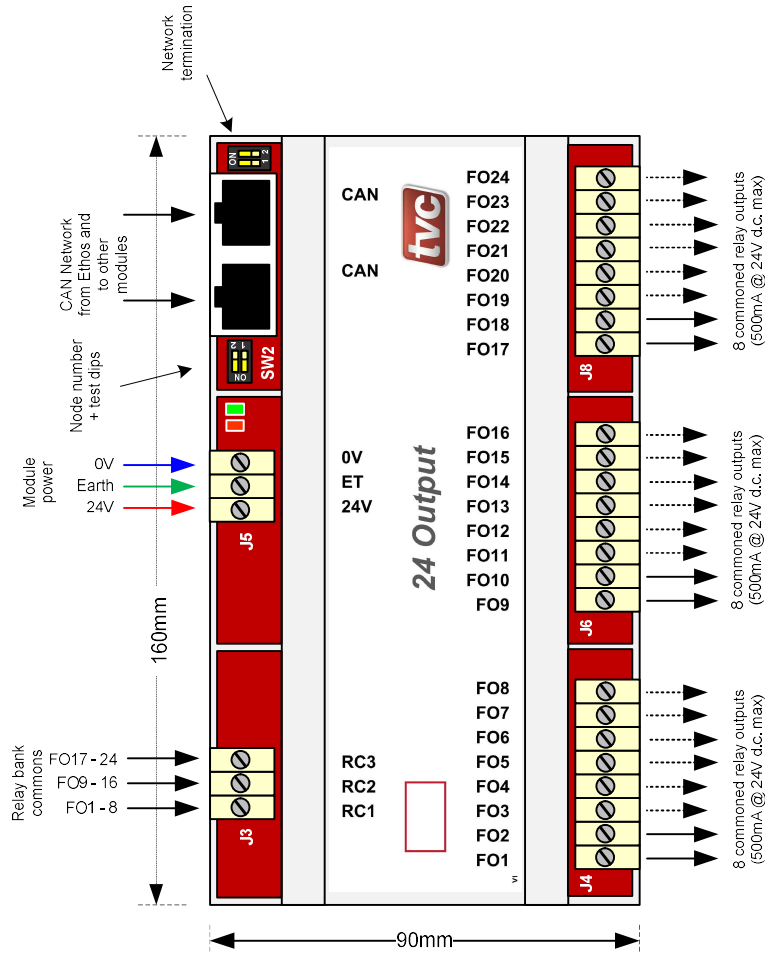 Network
termination
CAN Network
from Ethos and
to other
modules
Node number
+ test dips
Module
power
0V
Earth
24V
160mm
Relay bank
commons
FO17 - 24
FO9 - 16
FO1 - 8
ON
1 2
ON
1 2
SW2
J5
J3
CAN
CAN
tvc
0V
ET
24V
24 Output
RC3
RC2
RC1
V1
FO24
FO23
FO22
FO21
FO20
FO19
FO18
FO17
FO16
FO15
FO14
FO13
FO12
FO11
FO10
FO9
FO8
FO7
FO6
FO5
FO4
FO3
FO2
FO1
J8
J6
J4
8 commoned relay outputs
(500mA @ 24V d.c. max)
8 commoned relay outputs
(500mA @ 24V d.c. max)
8 commoned relay outputs
(500mA @ 24V d.c. max)
90mm